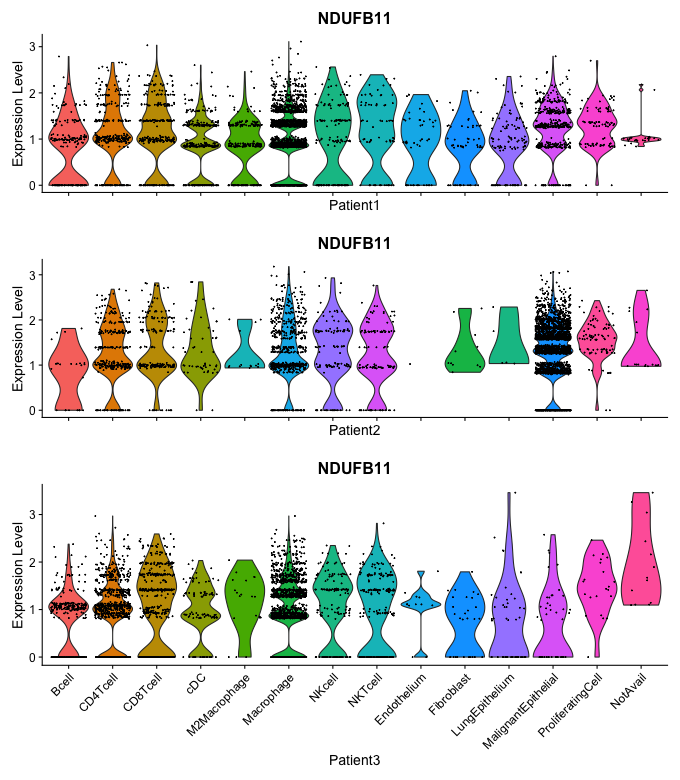 NDUFB11
Expression Level
3
2
1
0
Patient1
NDUFB11
Expression Level
3
2
1
0
Patient2
NDUFB11
Expression Level
3
2
1
0
Bcell
CD4Tcell
CD8Tcell
cDC
M2Macrophage
Macrophage
NKcell
NKTcell
Endothelium
Fibroblast
LungEpithelium
MalignantEpithelial
ProliferatingCell
NotAvail
Patient3